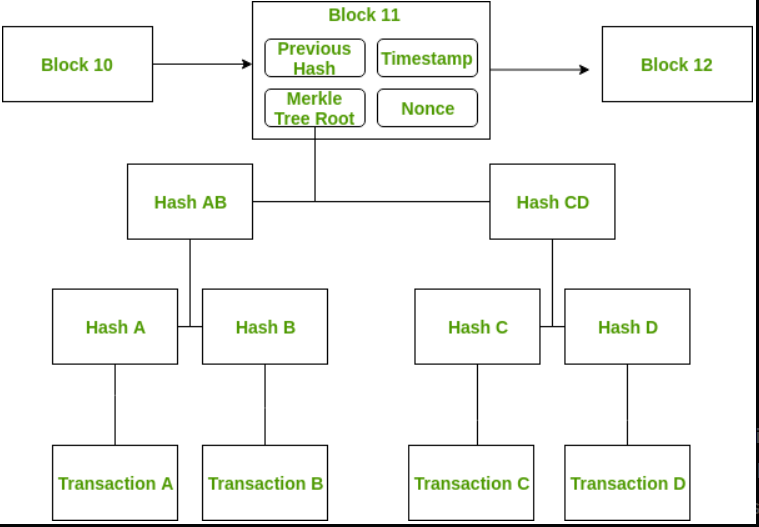 Block 11
Block 10
Previous
Hash
Timestamp
Block 12
Merkle
Tree Root
Nonce
Hash AB
Hash CD
Hash A
Hash B
Hash C
Hash D
Transaction A
Transaction B
Transaction C
Transaction D